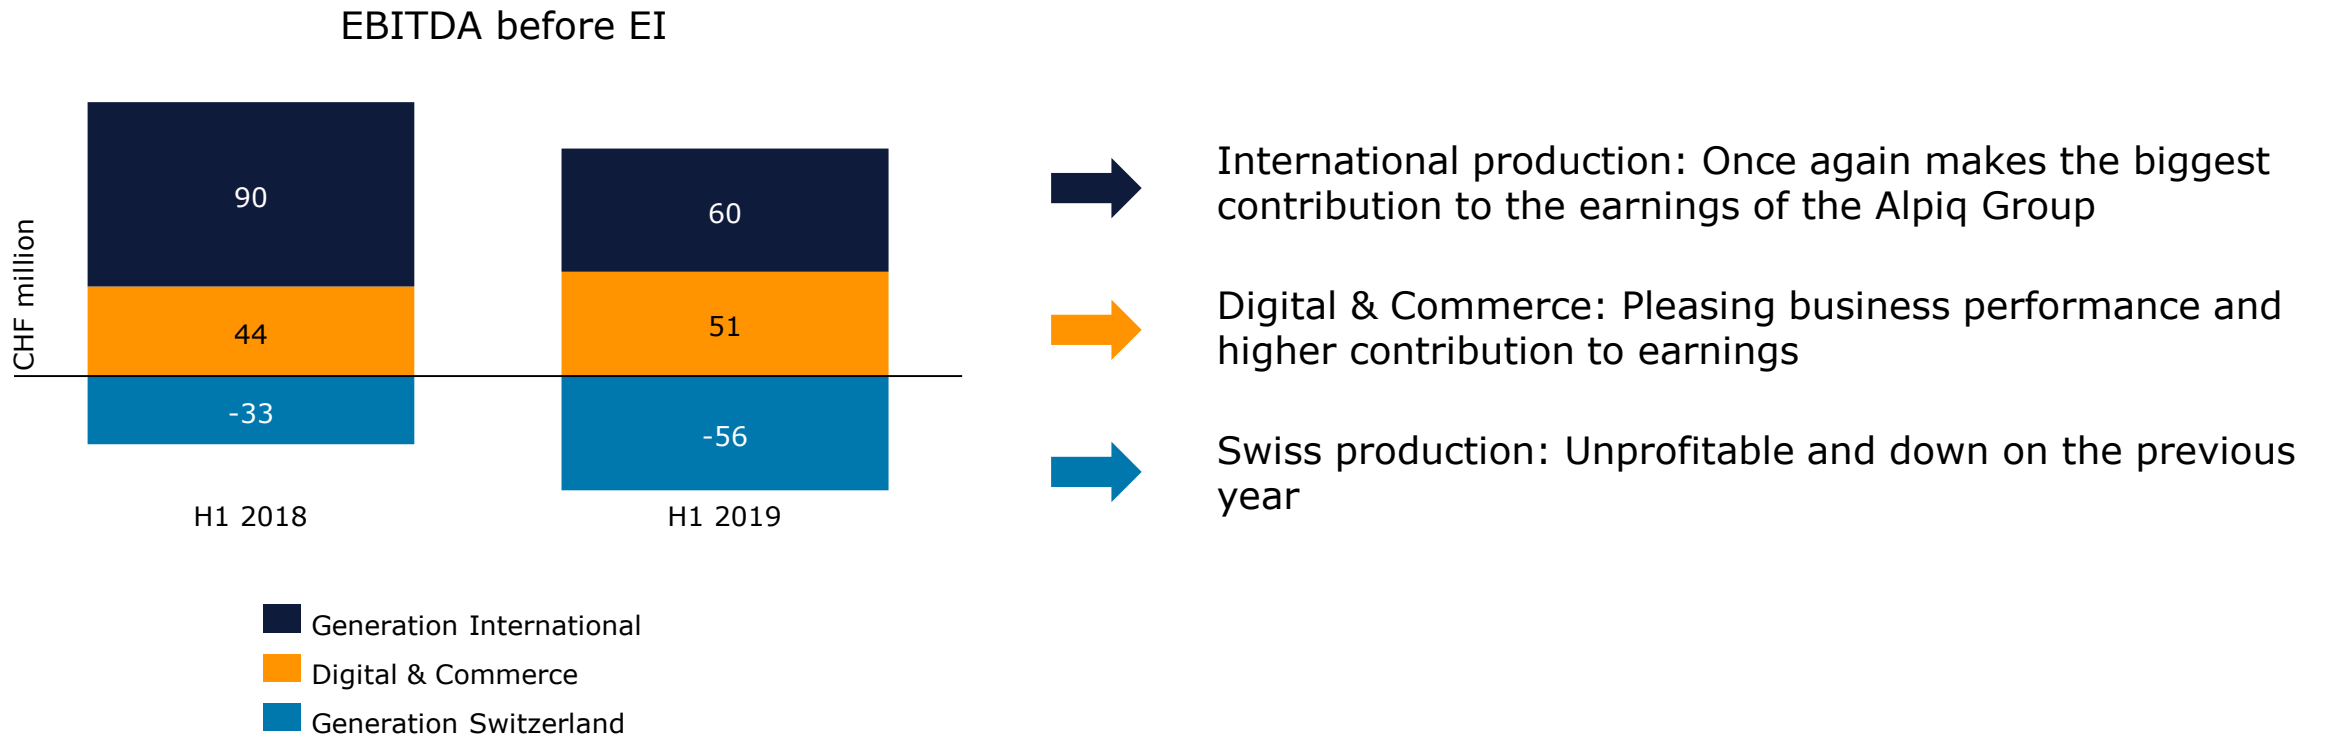 EBITDA before EI
CHF million
90
44
-33
H1 2018
60
51
-56
H1 2019
Generation International
Digital & Commerce
Generation Switzerland
International production: Once again makes the biggest
contribution to the earnings of the Alpiq Group
Digital & Commerce: Pleasing business performance and
higher contribution to earnings
Swiss production: Unprofitable and down on the previous
year